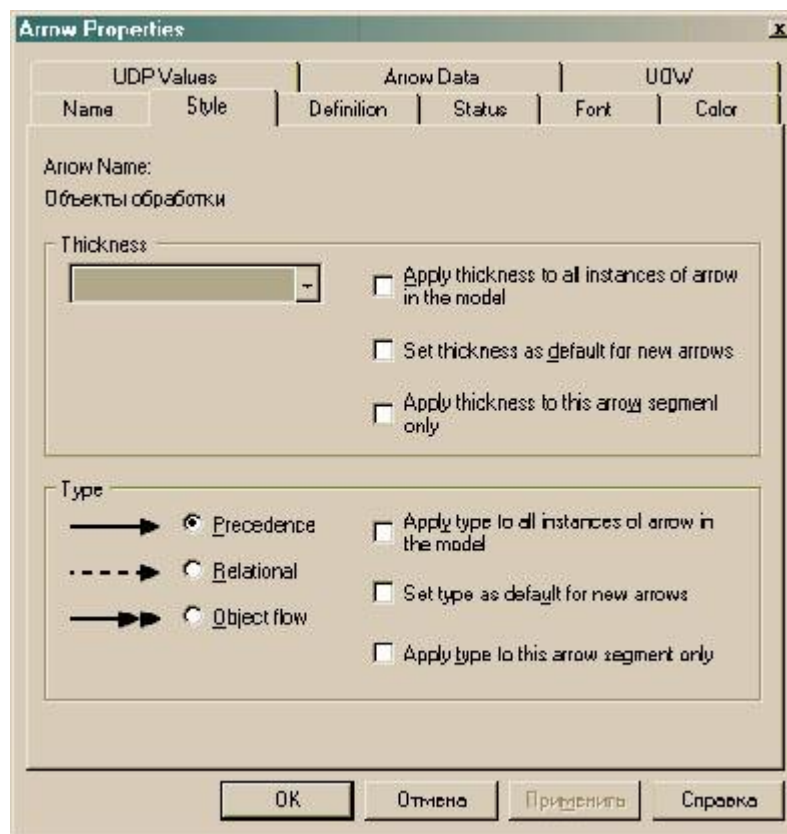 Arrow Properties
x
UDP Values
Arrow Data
UOW
Name
Style
Definition
Status
Font
Color
Arrow Name:
Объекты обработки
Thickness
Apply thickness to all instances of arrow
in the model
Set thickness as default for new arrows
Apply thickness to this arrow segment
only
Type
Precedence
Apply type to all instances of arrow in
the model
Relational
Set type as default for new arrows
Object flow
Apply type to this arrow segment only
OK
Отмена
Применить
Справка